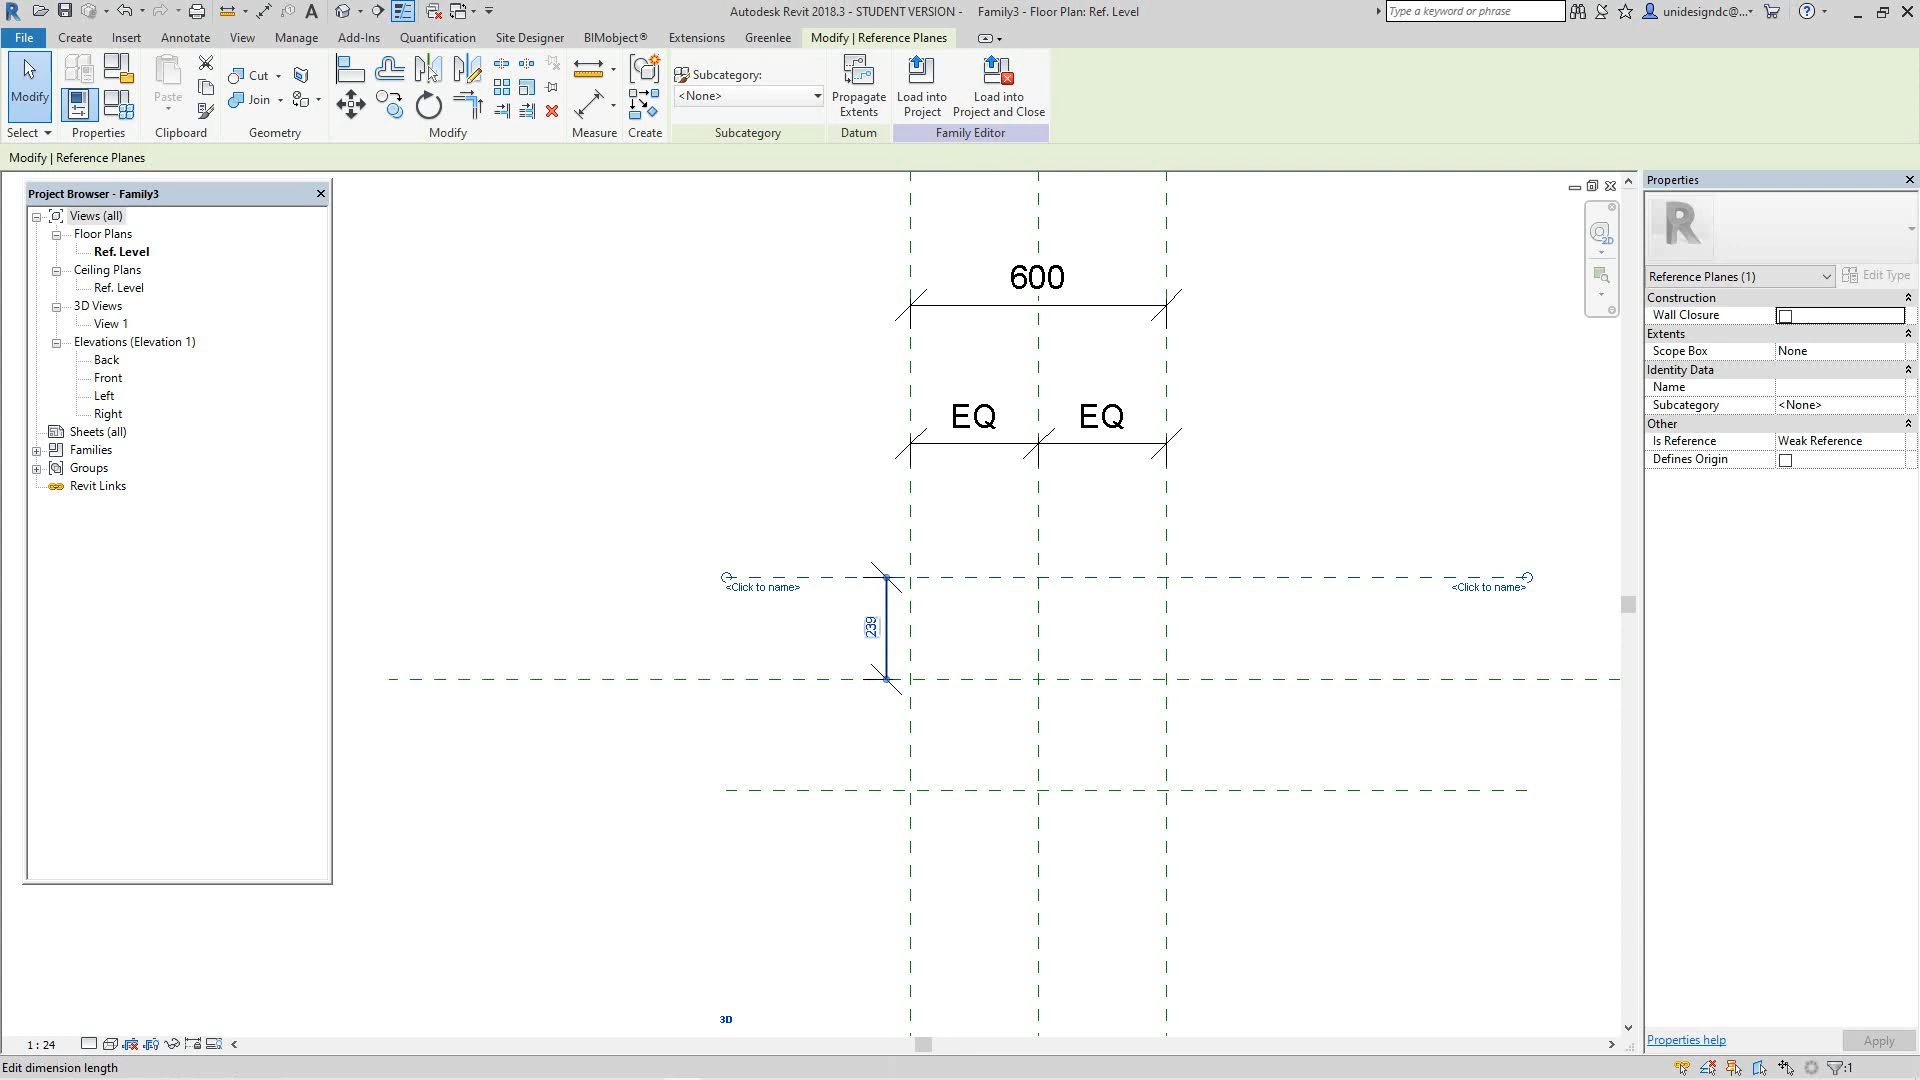 Autodesk Revit 2018.3 - STUDENT VERSION - Family3 - Floor Plan: Ref. Level
Type a keyword or phrase
unidesigndc@...
File Create Insert Annotate View Manage Add-Ins Quantification Site Designer BIMobject® Extensions Greenlee Modify | Reference Planes
Modify
Paste
Cut
Join
Subcategory:
<None>
Propagate Extents
Load into Project
Load into Project and Close
Select Properties Clipboard Geometry Modify Measure Create Subcategory Datum Family Editor
Modify | Reference Planes
Project Browser - Family3
Views (all)
Floor Plans
Ref. Level
Ceiling Plans
Ref. Level
3D Views
View 1
Elevations (Elevation 1)
Back
Front
Left
Right
Sheets (all)
Families
Groups
Revit Links
600
EQ EQ
<Click to name> <Click to name>
239
3D
2D
Properties
R
Reference Planes (1) Edit Type
Construction
Wall Closure
Extents
Scope Box None
Identity Data
Name
Subcategory <None>
Other
Is Reference Weak Reference
Defines Origin
Properties help Apply
1 : 24
Edit dimension length
:1